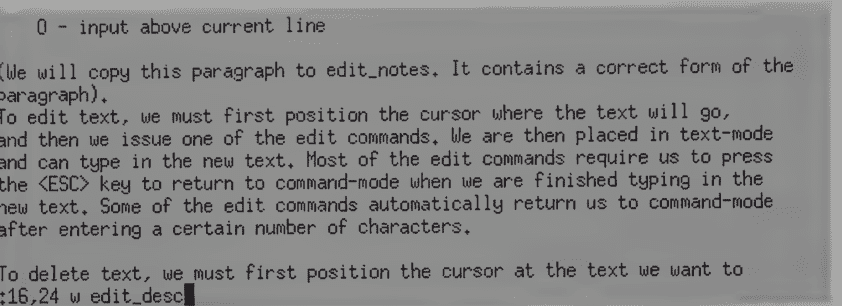 O - input above current line
(We will copy this paragraph to edit_notes. It contains a correct form of the
paragraph).
To edit text, we must first position the cursor where the text will go,
and then we issue one of the edit commands. We are then placed in text-mode
and can type in the new text. Most of the edit commands require us to press
the <ESC> key to return to command-mode when we are finished typing in the
new text. Some of the edit commands automatically return us to command-mode
after entering a certain number of characters.
To delete text, we must first position the cursor at the text we want to
:16,24 w edit_desc